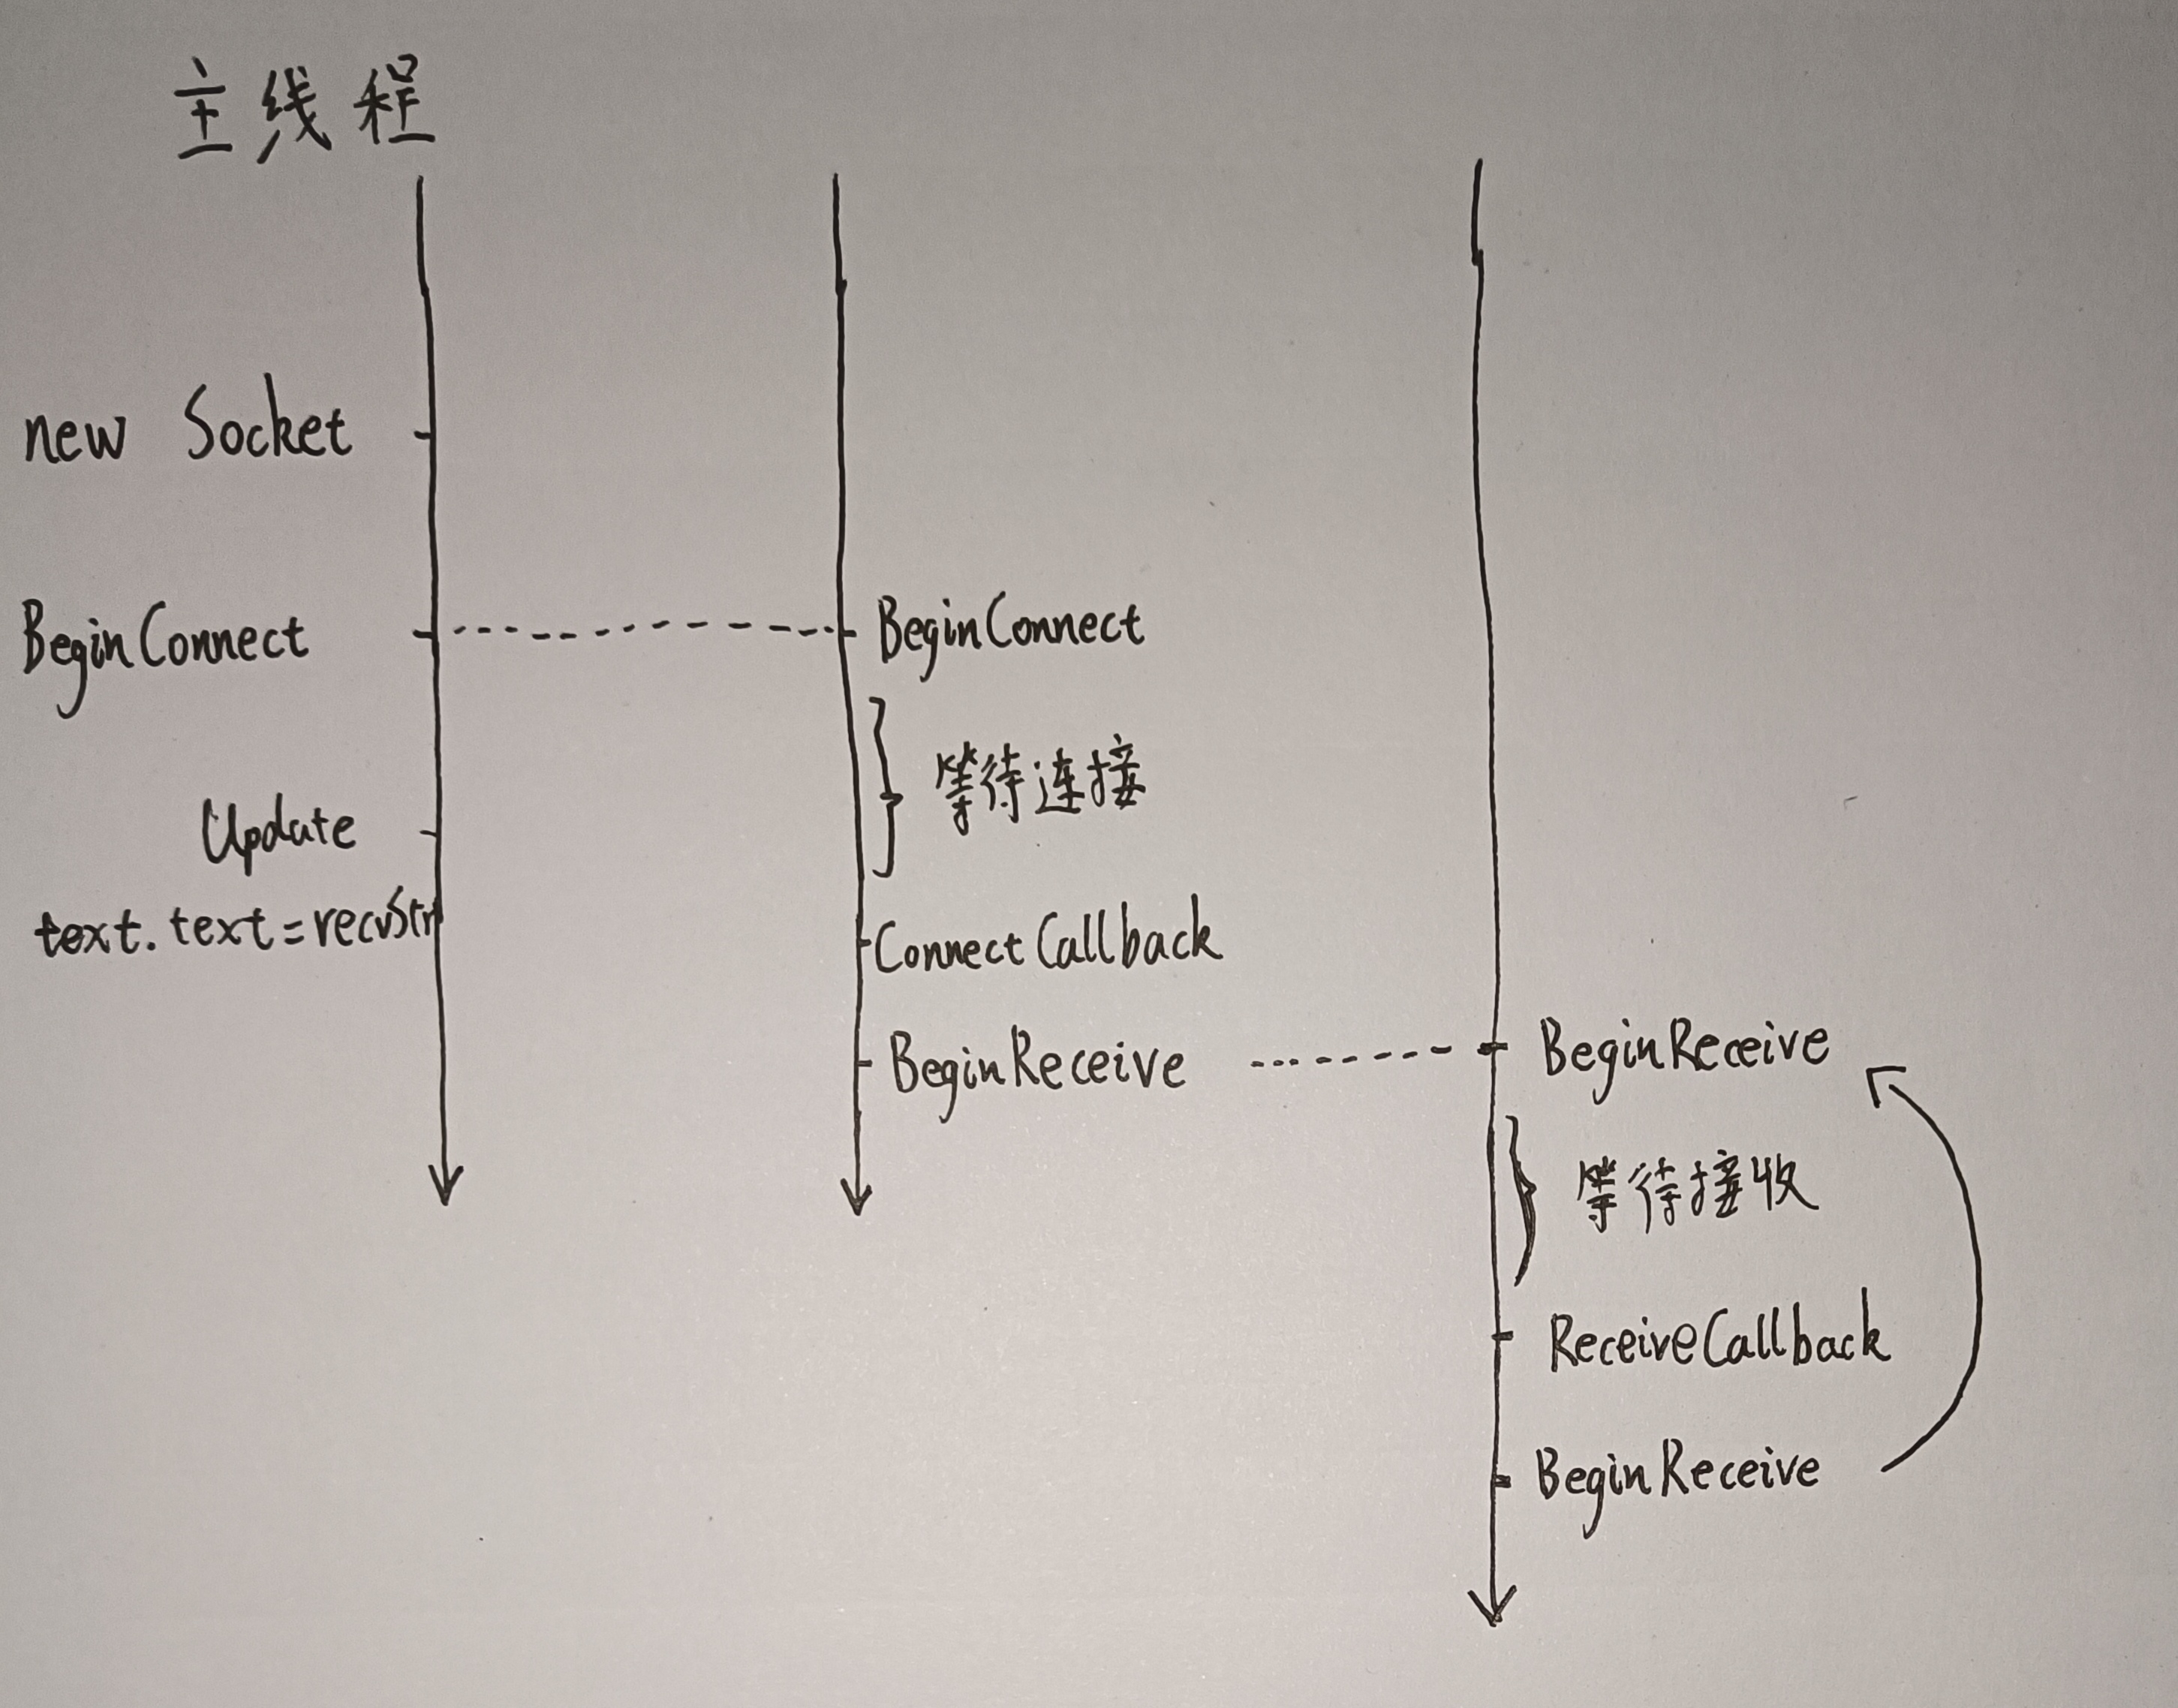 主线程
new Socket
BeginConnect
Update
text.text=recvStr
BeginConnect
等待连接
ConnectCallback
BeginReceive
BeginReceive
等待接收
ReceiveCallback
BeginReceive